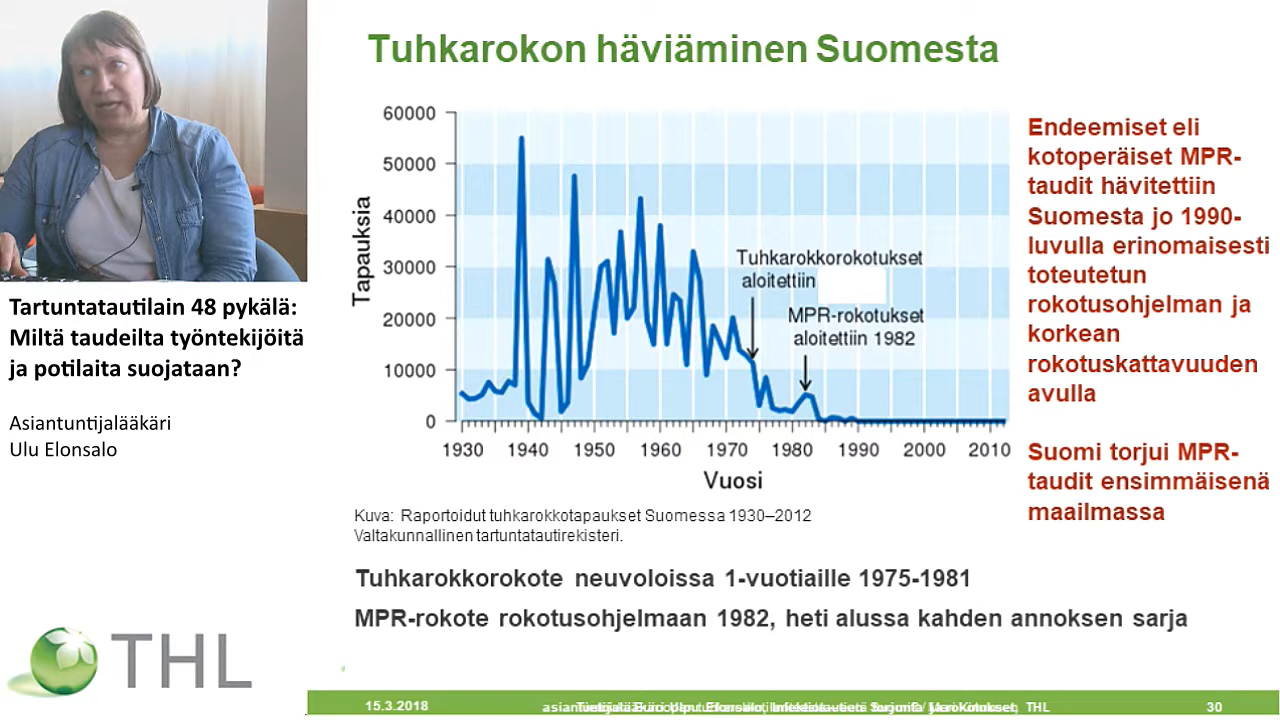 Tuhkarokon häviäminen Suomesta
60000
50000
40000
30000
20000
10000
0
Tapauksia
Tuhkarokkorokotukset
aloitettiin
MPR-rokotukset
aloitettiin 1982
1930 1940 1950 1960 1970 1980 1990 2000 2010
Vuosi
Kuva: Raportoidut tuhkarokkotapaukset Suomessa 1930–2012
Valtakunnallinen tartuntatautirekisteri.
Endeemiset eli
kotoperäiset MPR-
taudit hävitettiin
Suomesta jo 1990-
luvulla erinomaisesti
toteutetun
rokotusohjelman ja
korkean
rokotuskattavuuden
avulla
Suomi torjui MPR-
taudit ensimmäisenä
maailmassa
Tuhkarokkorokote neuvoloissa 1-vuotiaille 1975-1981
MPR-rokote rokotusohjelmaan 1982, heti alussa kahden annoksen sarja
Tartuntatautilain 48 pykälä:
Miltä taudeilta työntekijöitä
ja potilaita suojataan?
Asiantuntijalääkäri
Ulu Elonsalo
THL
15.3.2018
THL
30